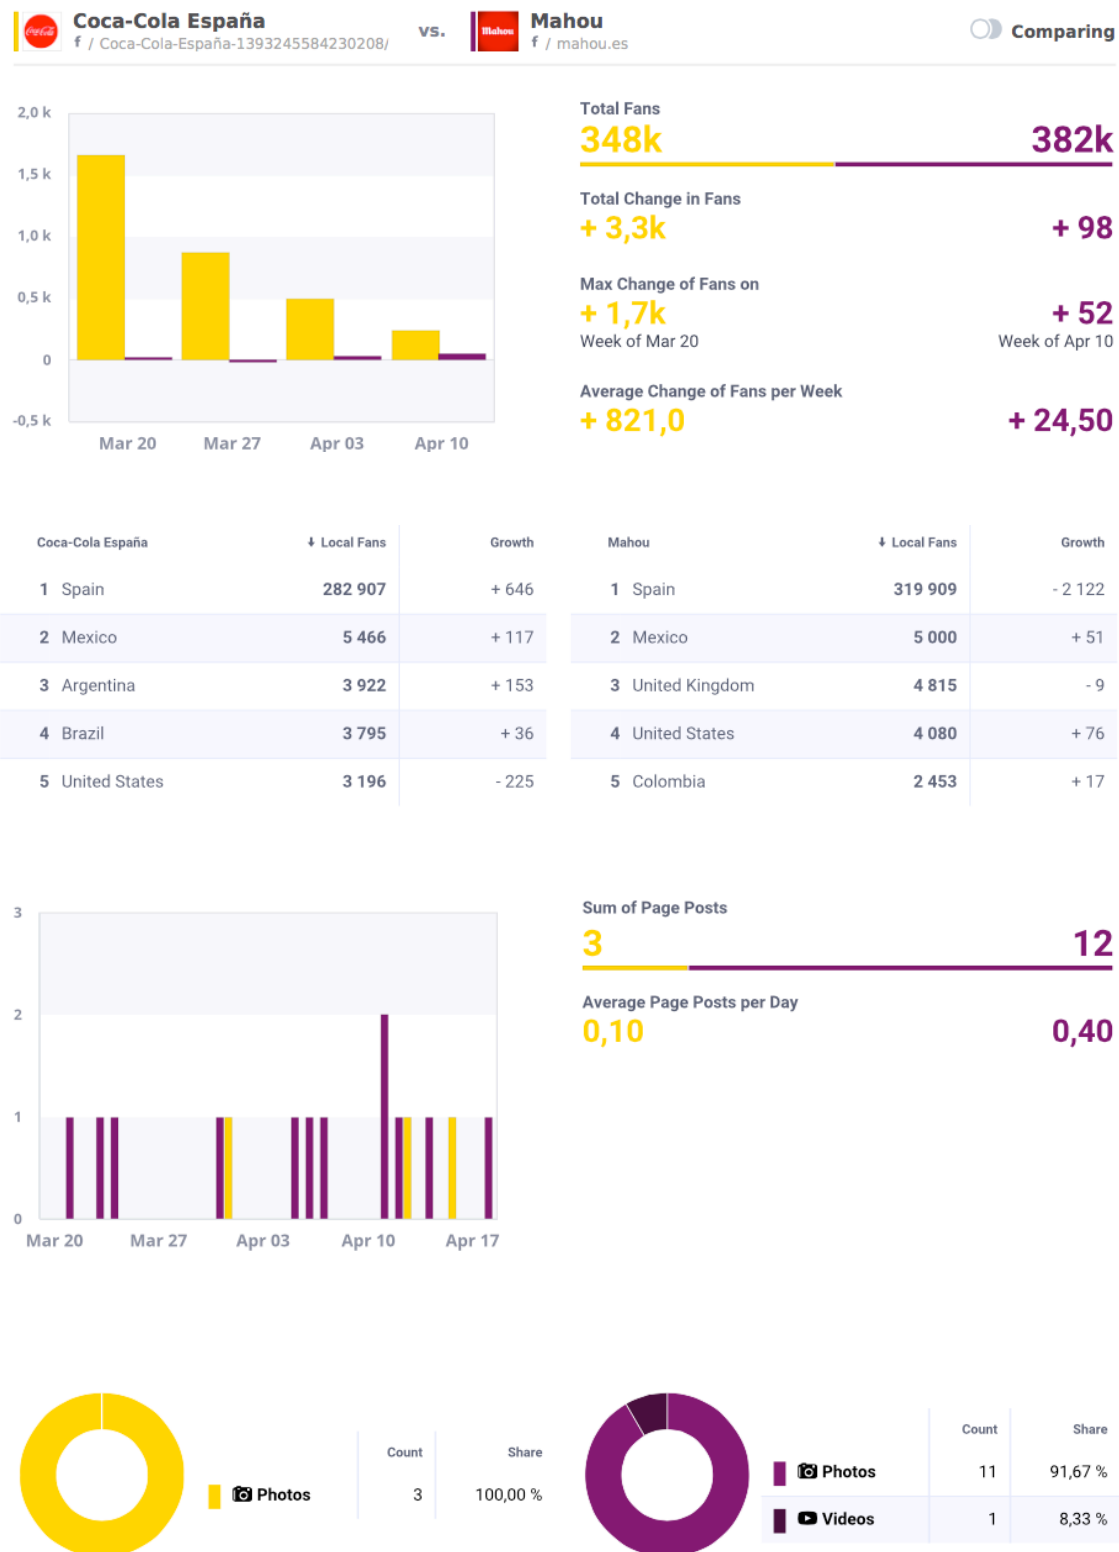 Coca-Cola España
f / Coca-Cola-España-1393245584230208/
vs.
Mahou
Mahou
f / mahou.es
Comparing
2,0 k
1,5 k
1,0 k
0,5 k
0
-0,5 k
Mar 20 Mar 27 Apr 03 Apr 10
Total Fans
348k 382k
Total Change in Fans
+ 3,3k + 98
Max Change of Fans on
+ 1,7k + 52
Week of Mar 20 Week of Apr 10
Average Change of Fans per Week
+ 821,0 + 24,50
Coca-Cola España Local Fans Growth
1 Spain 282 907 + 646
2 Mexico 5 466 + 117
3 Argentina 3 922 + 153
4 Brazil 3 795 + 36
5 United States 3 196 - 225
Mahou Local Fans Growth
1 Spain 319 909 - 2 122
2 Mexico 5 000 + 51
3 United Kingdom 4 815 - 9
4 United States 4 080 + 76
5 Colombia 2 453 + 17
3
2
1
0
Mar 20 Mar 27 Apr 03 Apr 10 Apr 17
Sum of Page Posts
3 12
Average Page Posts per Day
0,10 0,40
Count Share
Photos 3 100,00 %
Count Share
Photos 11 91,67 %
Videos 1 8,33 %